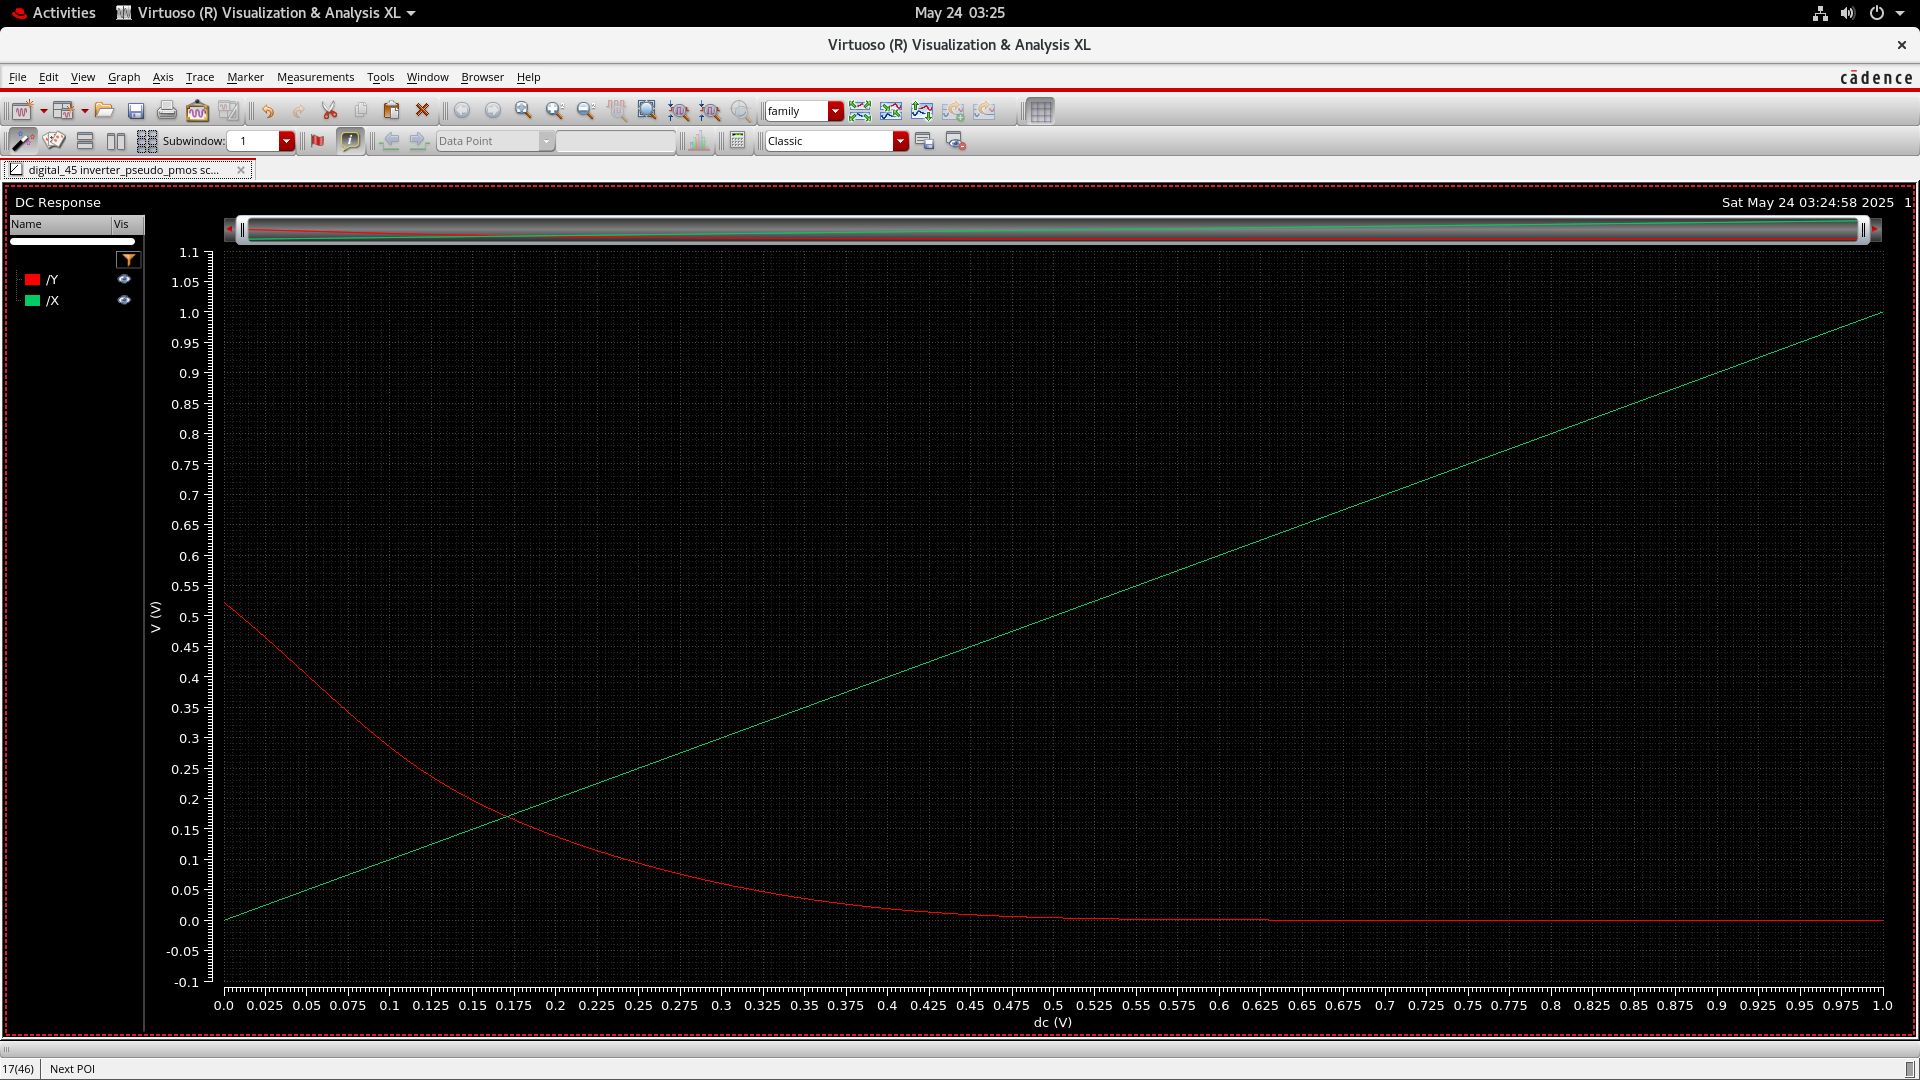 Activities Virtuoso (R) Visualization & Analysis XL May 24 03:25
Virtuoso (R) Visualization & Analysis XL
File Edit View Graph Axis Trace Marker Measurements Tools Window Browser Help
cādence
family
Subwindow: 1 Data Point Classic
digital_45 inverter_pseudo_pmos sc...
DC Response Sat May 24 03:24:58 2025 1
Name Vis
/Y
/X
1.1
1.05
1.0
0.95
0.9
0.85
0.8
0.75
0.7
0.65
0.6
0.55
0.5
0.45
0.4
0.35
0.3
0.25
0.2
0.15
0.1
0.05
0.0
-0.05
-0.1
V (V)
0.0 0.025 0.05 0.075 0.1 0.125 0.15 0.175 0.2 0.225 0.25 0.275 0.3 0.325 0.35 0.375 0.4 0.425 0.45 0.475 0.5 0.525 0.55 0.575 0.6 0.625 0.65 0.675 0.7 0.725 0.75 0.775 0.8 0.825 0.85 0.875 0.9 0.925 0.95 0.975 1.0
dc (V)
17(46) Next POI